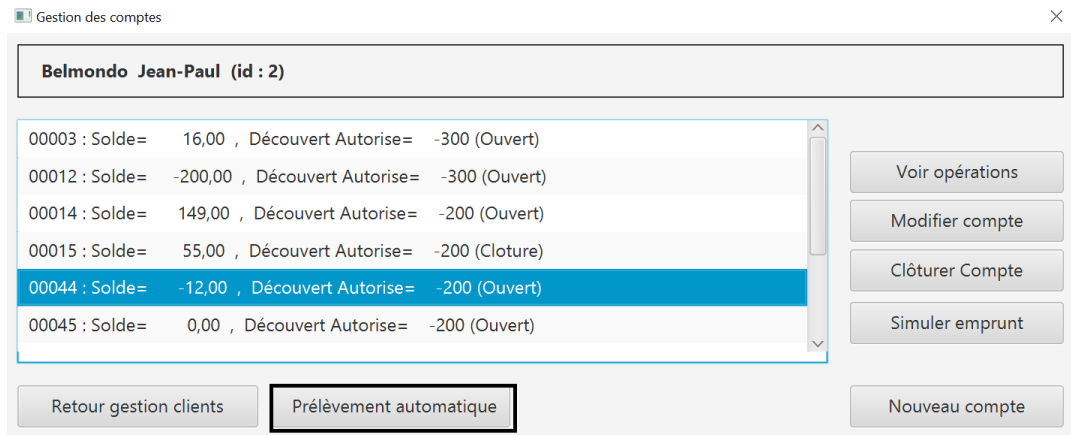 Gestion des comptes
Belmondo Jean-Paul (id : 2)
00003 : Solde= 16,00 , Découvert Autorise= -300 (Ouvert)
00012 : Solde= -200,00 , Découvert Autorise= -300 (Ouvert)
00014 : Solde= 149,00 , Découvert Autorise= -200 (Ouvert)
00015 : Solde= 55,00 , Découvert Autorise= -200 (Cloture)
00044 : Solde= -12,00 , Découvert Autorise= -200 (Ouvert)
00045 : Solde= 0,00 , Découvert Autorise= -200 (Ouvert)
Voir opérations
Modifier compte
Clôturer Compte
Simuler emprunt
Retour gestion clients
Prélèvement automatique
Nouveau compte